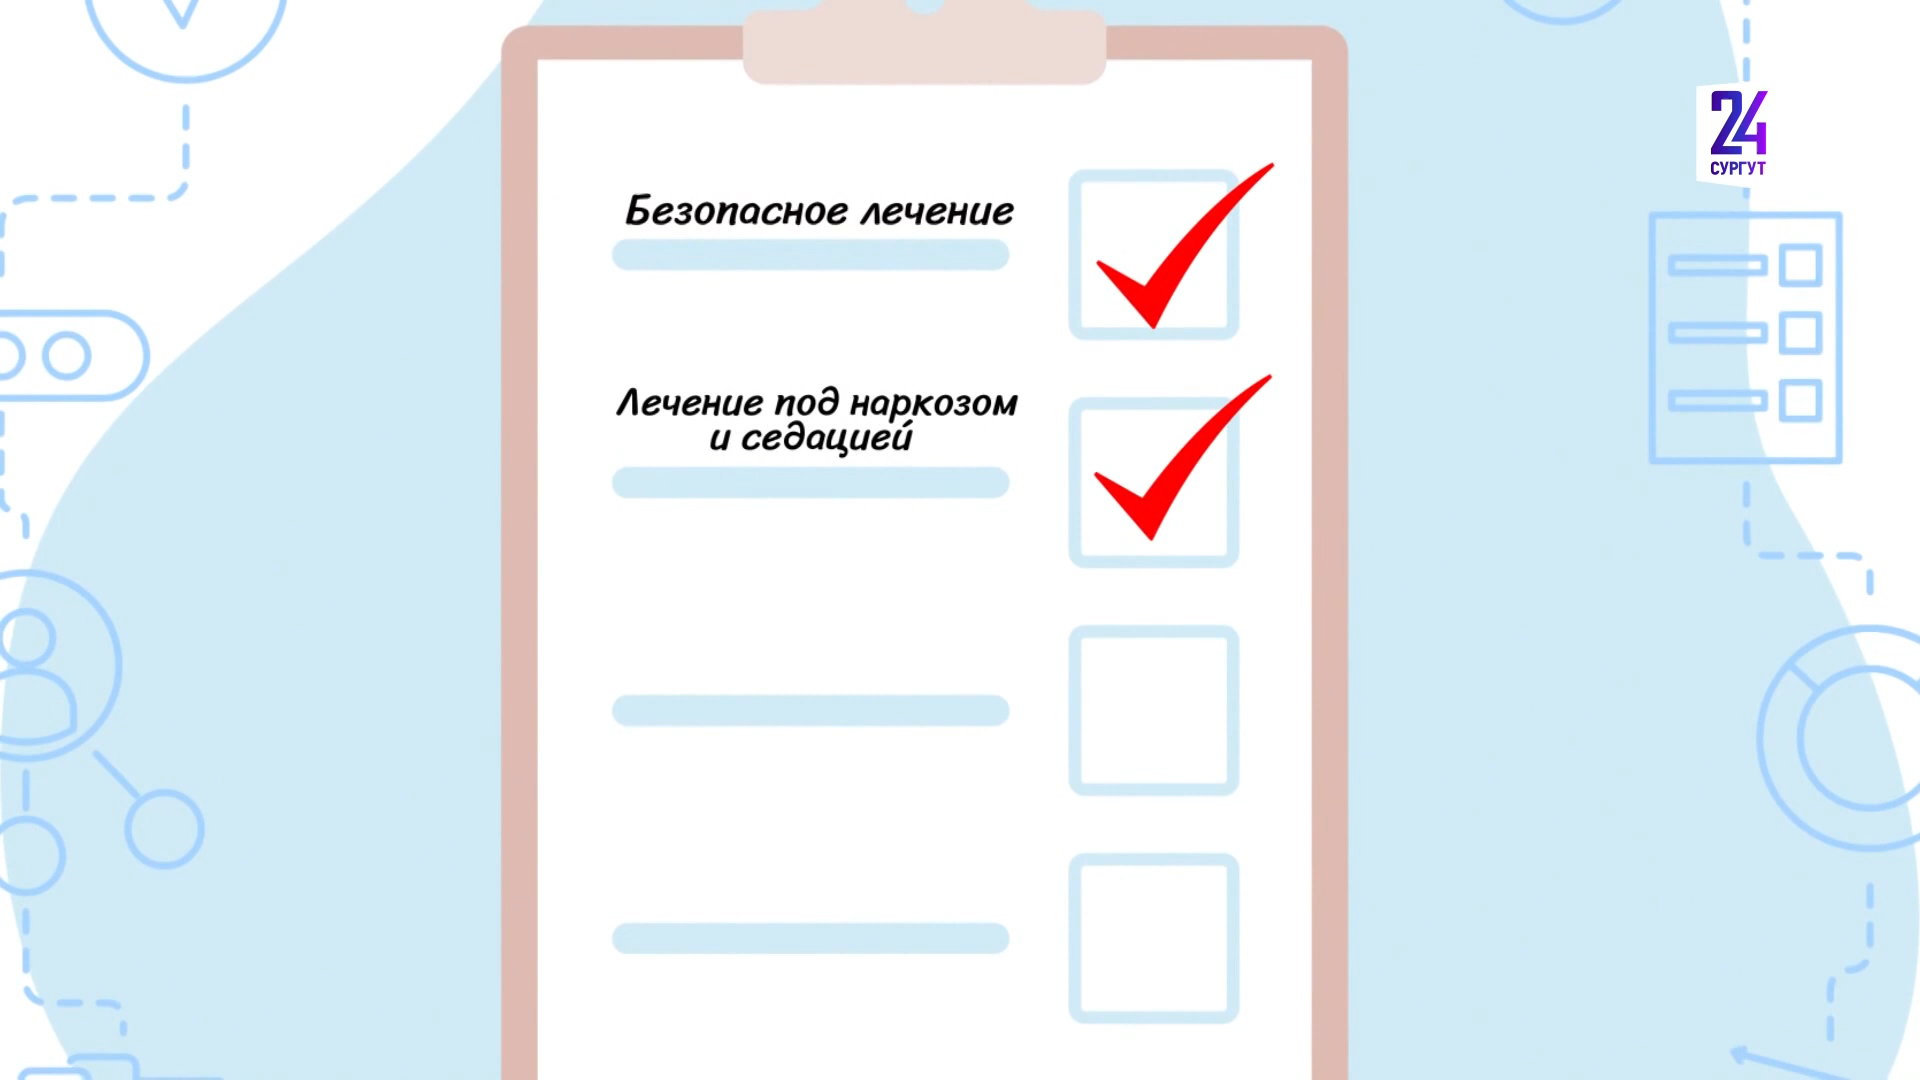 24
СУРГУТ
Безопасное лечение
Лечение под наркозом
и седацией